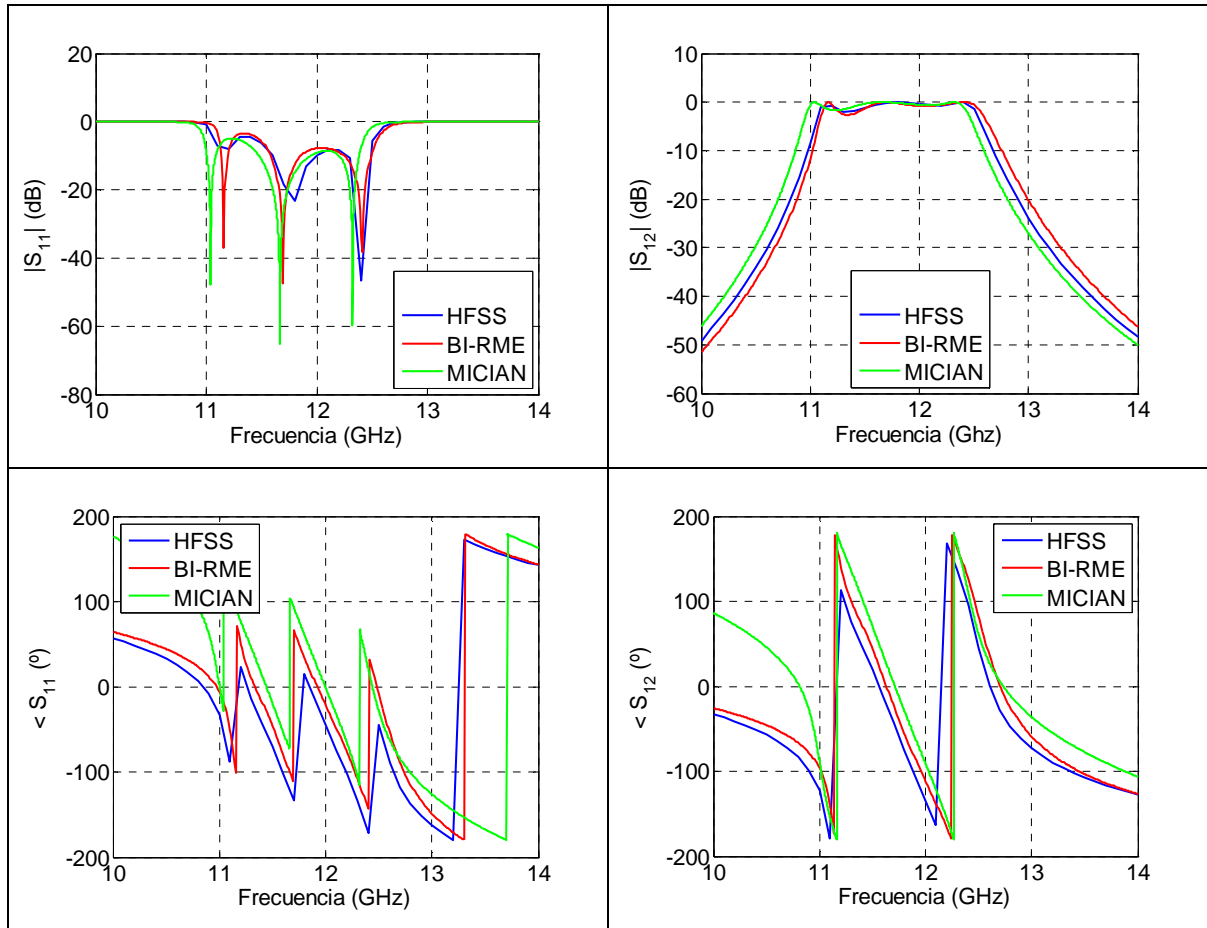 20
0
-20
-40
-60
-80
10
11
12
13
14
|S11| (dB)
Frecuencia (GHz)
HFSS
BI-RME
MICIAN
10
0
-10
-20
-30
-40
-50
-60
10
11
12
13
14
|S12| (dB)
Frecuencia (Ghz)
HFSS
BI-RME
MICIAN
200
100
0
-100
-200
10
11
12
13
14
< S11 (º)
Frecuencia (GHz)
HFSS
BI-RME
MICIAN
200
100
0
-100
-200
10
11
12
13
14
< S12 (º)
Frecuencia (GHz)
HFSS
BI-RME
MICIAN